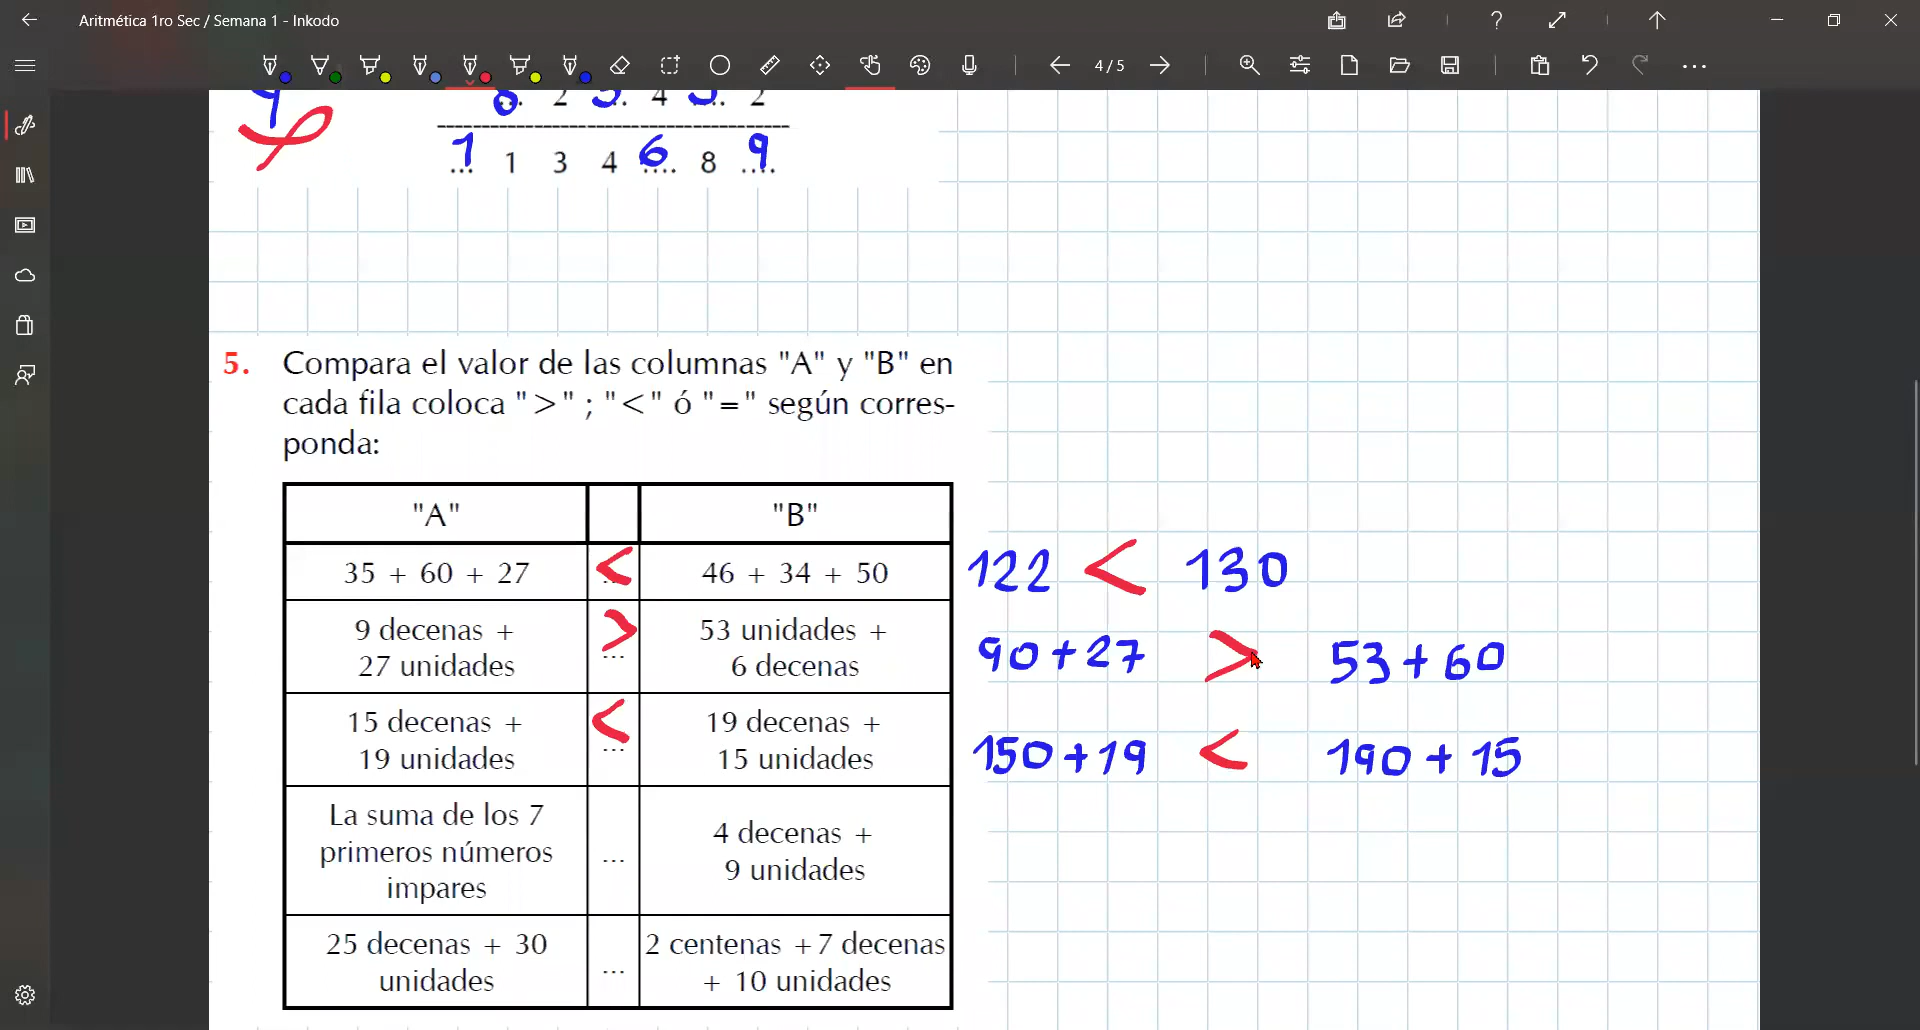 Aritmética 1ro Sec / Semana 1 - Inkodo
4/5
2 4 2
1 1 3 4 6 8 9
5. Compara el valor de las columnas "A" y "B" en
cada fila coloca ">" ; "<" ó "=" según corres-
ponda:
"A" "B"
35 + 60 + 27 < 46 + 34 + 50 122 < 130
9 decenas +
27 unidades > 53 unidades +
6 decenas 90 + 27 > 53 + 60
15 decenas +
19 unidades < 19 decenas +
15 unidades 150 + 19 < 190 + 15
La suma de los 7
primeros números
impares ... 4 decenas +
9 unidades
25 decenas + 30
unidades ... 2 centenas +7 decenas
+ 10 unidades